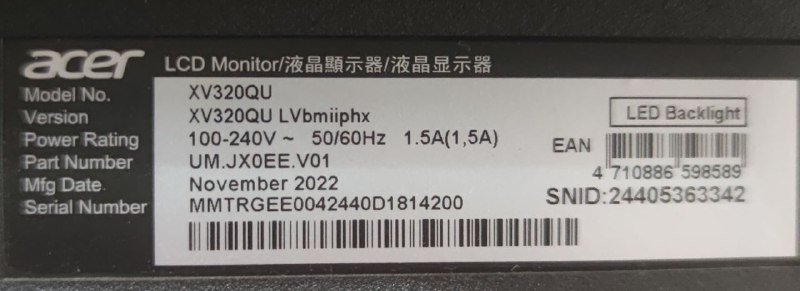 acer LCD Monitor/液晶顯示器/液晶显示器
Model No. XV320QU
Version XV320QU LVbmiiphx
LED Backlight
Power Rating 100-240V ~ 50/60Hz 1.5A(1,5A)
EAN
Part Number UM.JX0EE.V01
4 710886 598589
Mfg Date November 2022
SNID:24405363342
Serial Number MMTRGEE0042440D1814200